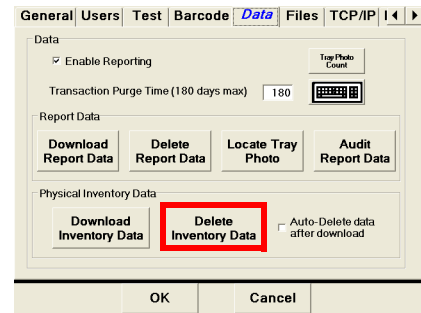 General Users Test Barcode Data Files TCP/IP
Data
Enable Reporting
Tray Photo
Count
Transaction Purge Time (180 days max) 180
Report Data
Download
Report Data
Delete
Report Data
Locate Tray
Photo
Audit
Report Data
Physical Inventory Data
Download
Inventory Data
Delete
Inventory Data
Auto-Delete data
after download
OK Cancel